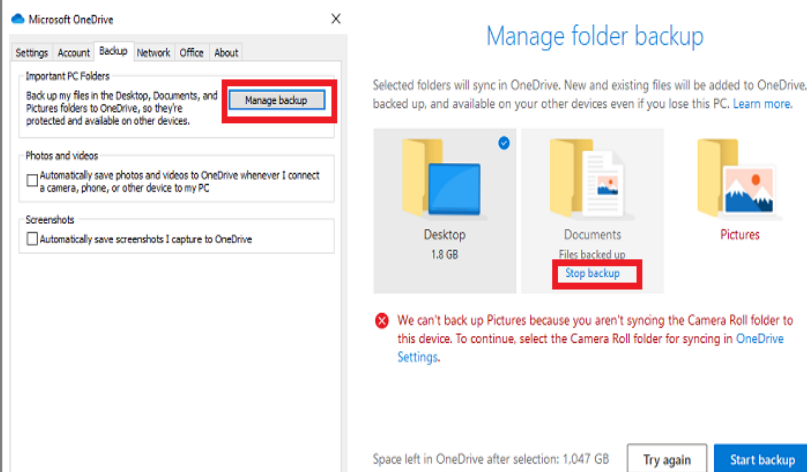 Microsoft OneDrive
Settings Account Backup Network Office About
Important PC Folders
Back up my files in the Desktop, Documents, and
Pictures folders to OneDrive, so they're
protected and available on other devices.
Manage backup
Photos and videos
Automatically save photos and videos to OneDrive whenever I connect
a camera, phone, or other device to my PC
Screenshots
Automatically save screenshots I capture to OneDrive
Manage folder backup
Selected folders will sync in OneDrive. New and existing files will be added to OneDrive,
backed up, and available on your other devices even if you lose this PC. Learn more.
Desktop
1.8 GB
Documents
Files backed up
Stop backup
Pictures
We can't back up Pictures because you aren't syncing the Camera Roll folder to
this device. To continue, select the Camera Roll folder for syncing in OneDrive
Settings.
Space left in OneDrive after selection: 1,047 GB
Try again
Start backup